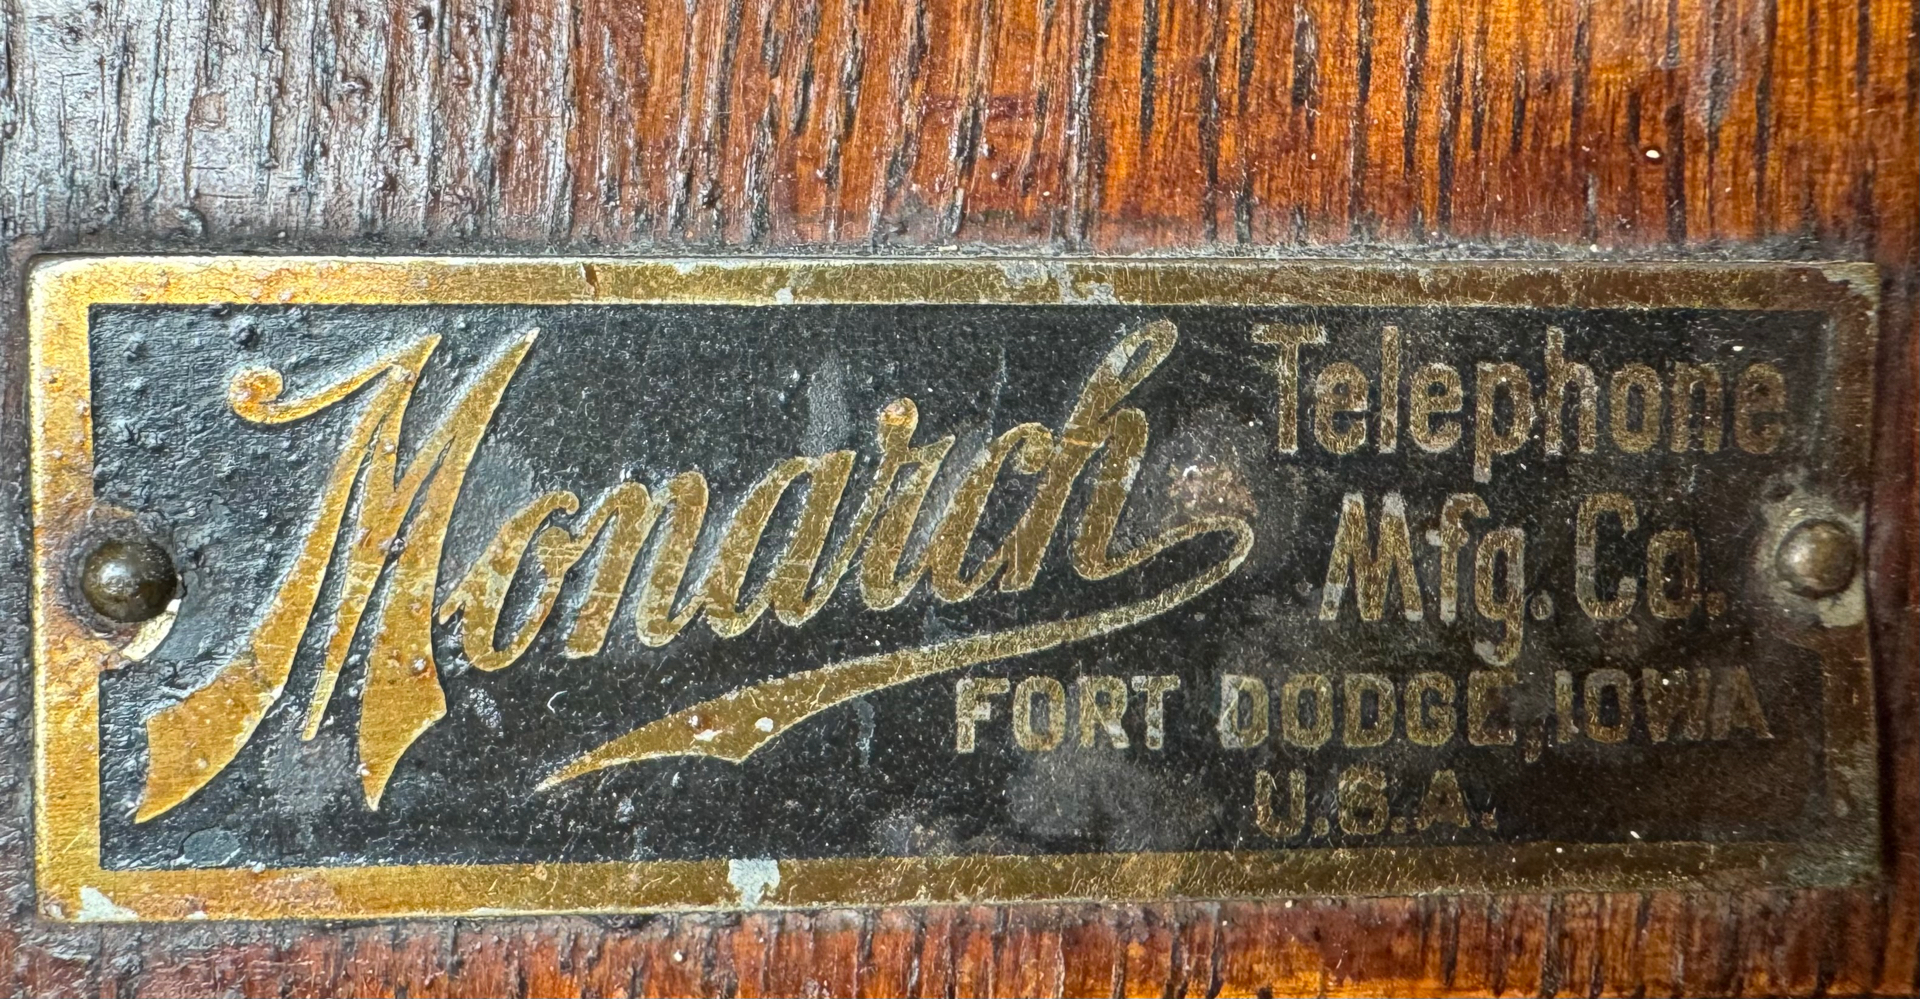 Monarch
Telephone
Mfg. Co.
FORT DODGE, IOWA
U.S.A.